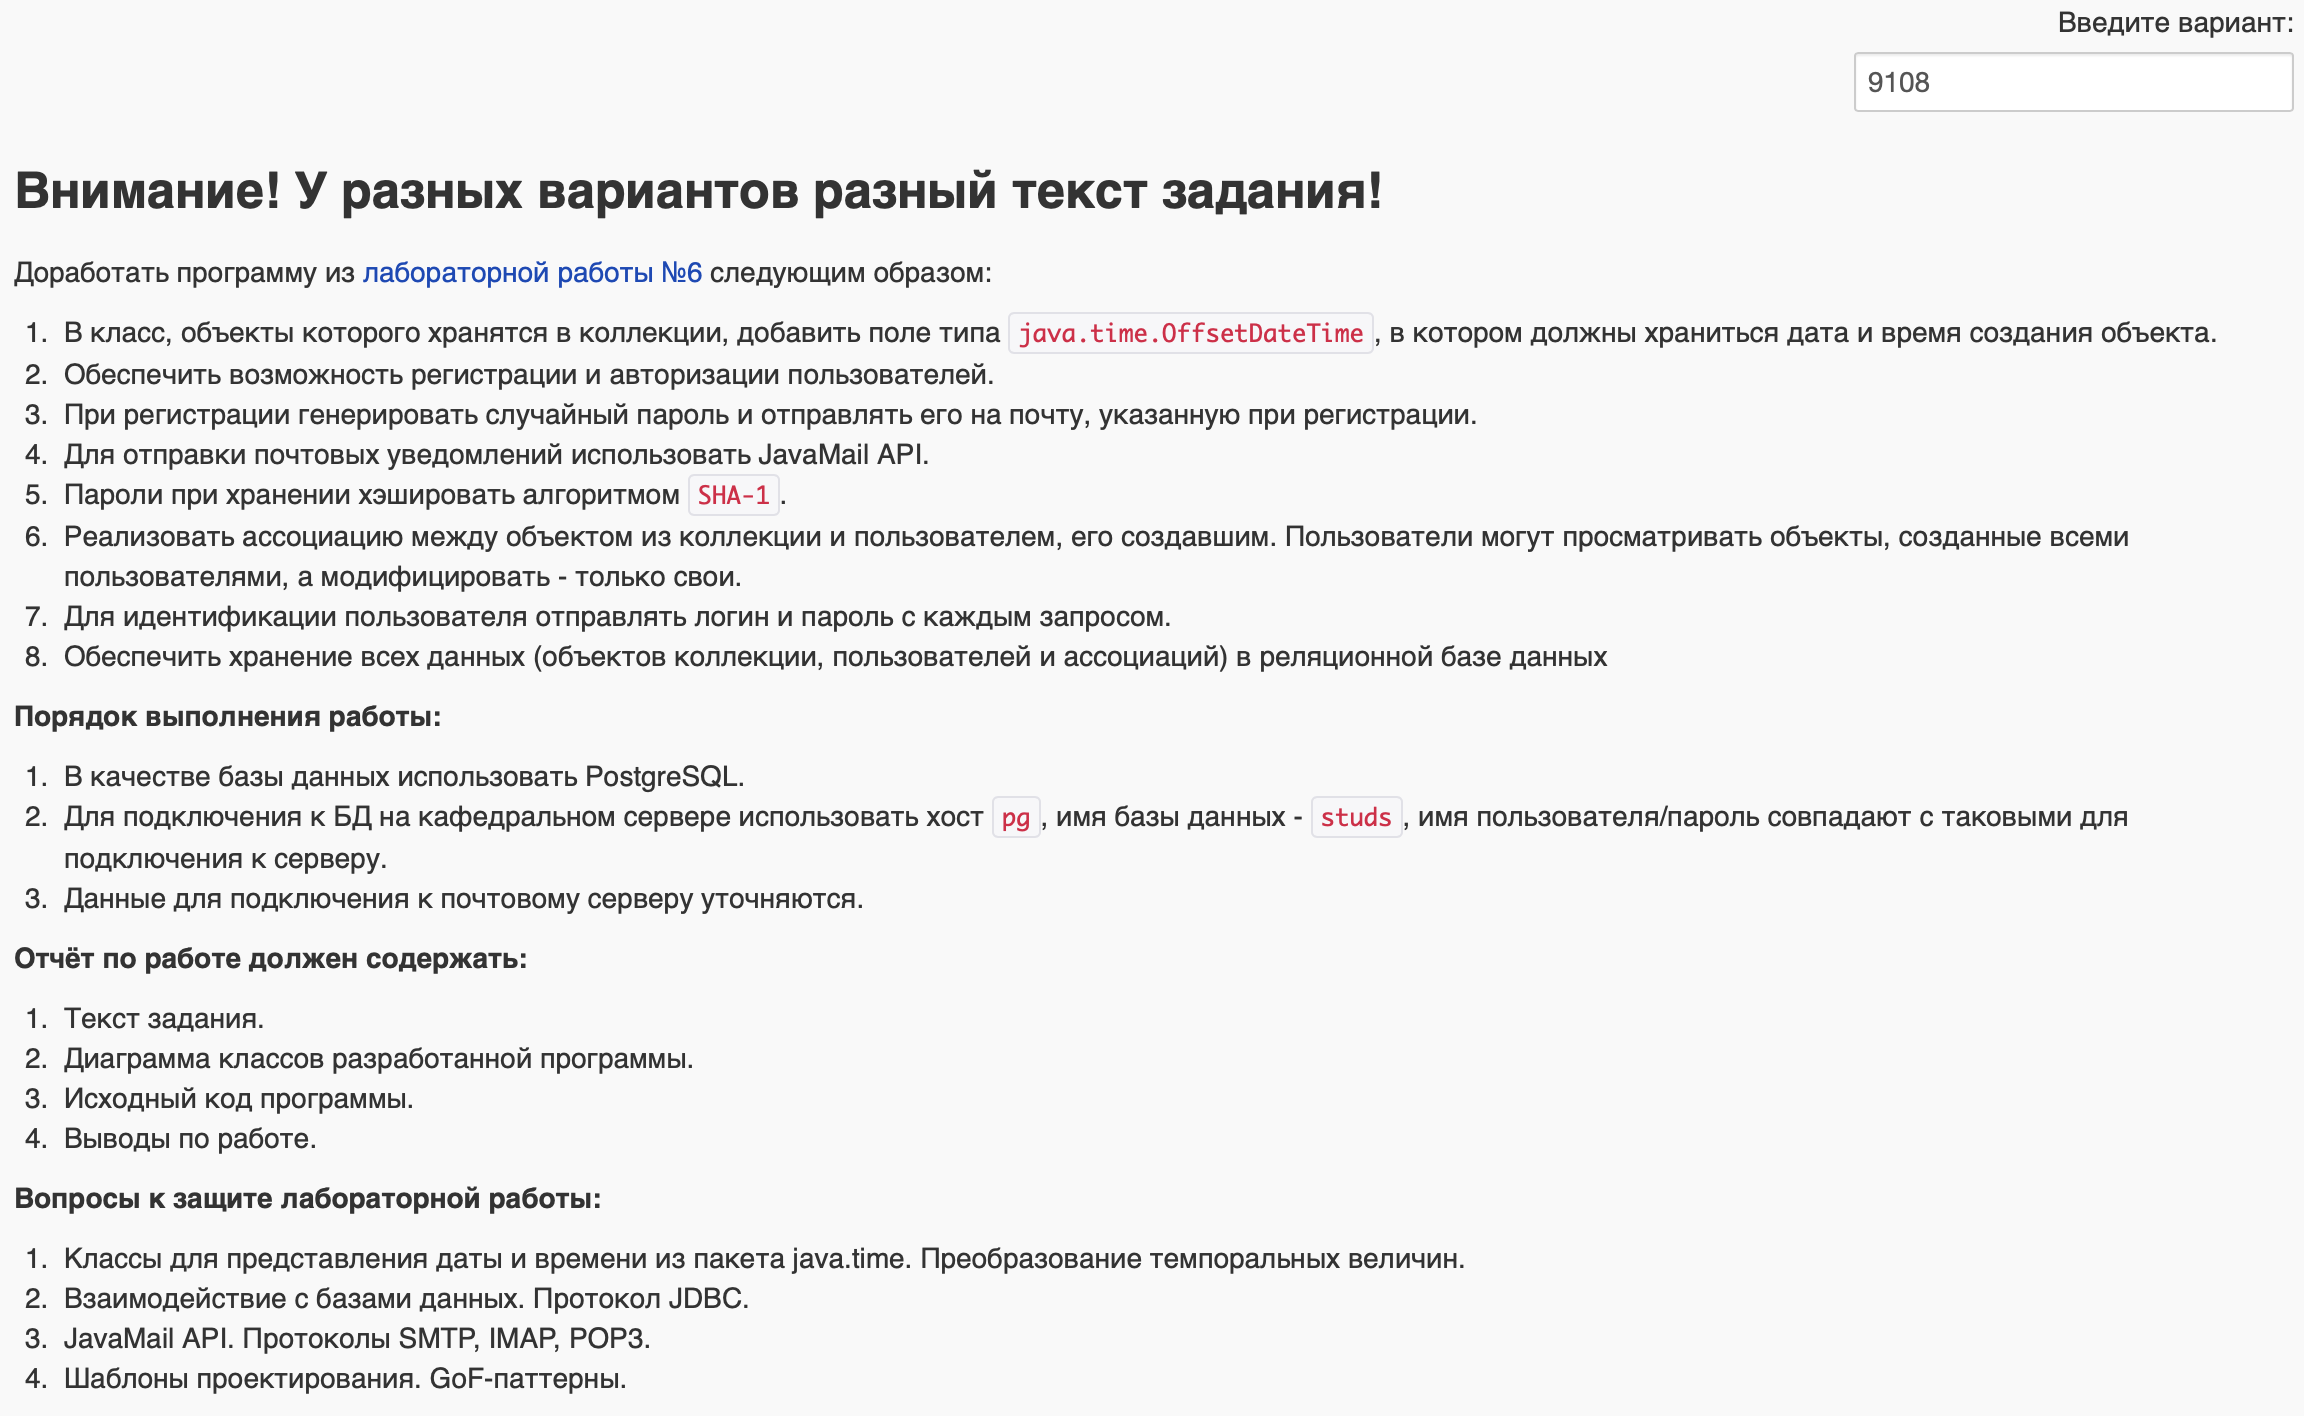 Введите вариант:
9108
Внимание! У разных вариантов разный текст задания!
Доработать программу из лабораторной работы №6 следующим образом:
1. В класс, объекты которого хранятся в коллекции, добавить поле типа java.time.OffsetDateTime, в котором должны храниться дата и время создания объекта.
2. Обеспечить возможность регистрации и авторизации пользователей.
3. При регистрации генерировать случайный пароль и отправлять его на почту, указанную при регистрации.
4. Для отправки почтовых уведомлений использовать JavaMail API.
5. Пароли при хранении хэшировать алгоритмом SHA-1.
6. Реализовать ассоциацию между объектом из коллекции и пользователем, его создавшим. Пользователи могут просматривать объекты, созданные всеми
пользователями, а модифицировать - только свои.
7. Для идентификации пользователя отправлять логин и пароль с каждым запросом.
8. Обеспечить хранение всех данных (объектов коллекции, пользователей и ассоциаций) в реляционной базе данных
Порядок выполнения работы:
1. В качестве базы данных использовать PostgreSQL.
2. Для подключения к БД на кафедральном сервере использовать хост pg, имя базы данных - studs, имя пользователя/пароль совпадают с таковыми для
подключения к серверу.
3. Данные для подключения к почтовому серверу уточняются.
Отчёт по работе должен содержать:
1. Текст задания.
2. Диаграмма классов разработанной программы.
3. Исходный код программы.
4. Выводы по работе.
Вопросы к защите лабораторной работы:
1. Классы для представления даты и времени из пакета java.time. Преобразование темпоральных величин.
2. Взаимодействие с базами данных. Протокол JDBC.
3. JavaMail API. Протоколы SMTP, IMAP, POP3.
4. Шаблоны проектирования. GoF-паттерны.